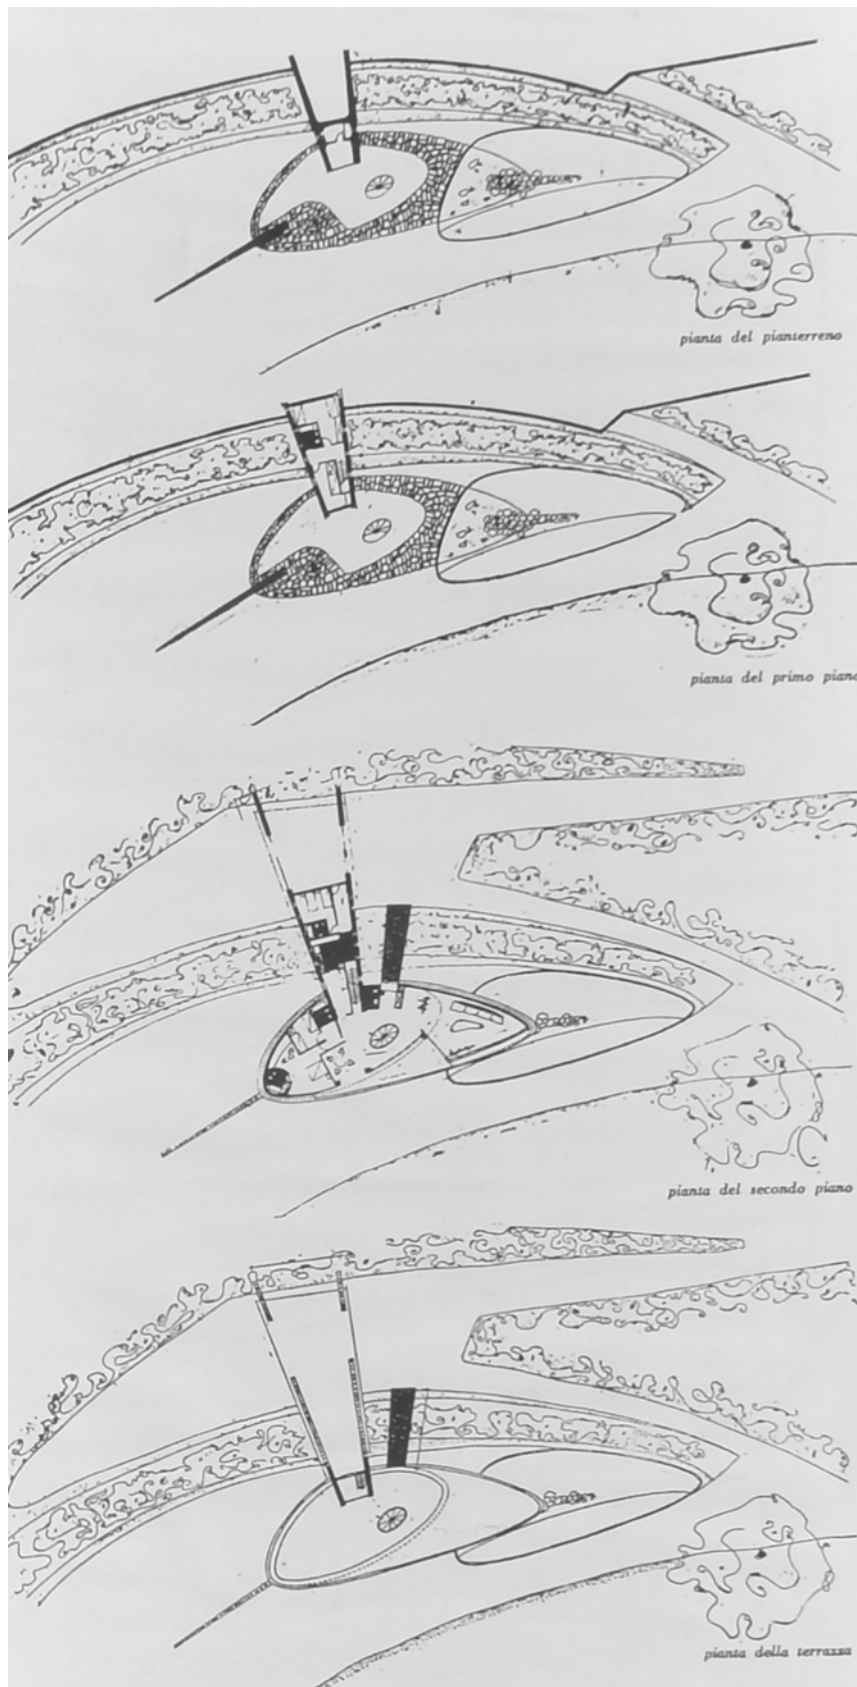 pianta del pianterreno
pianta del primo piano
pianta del secondo piano
pianta della terrazza